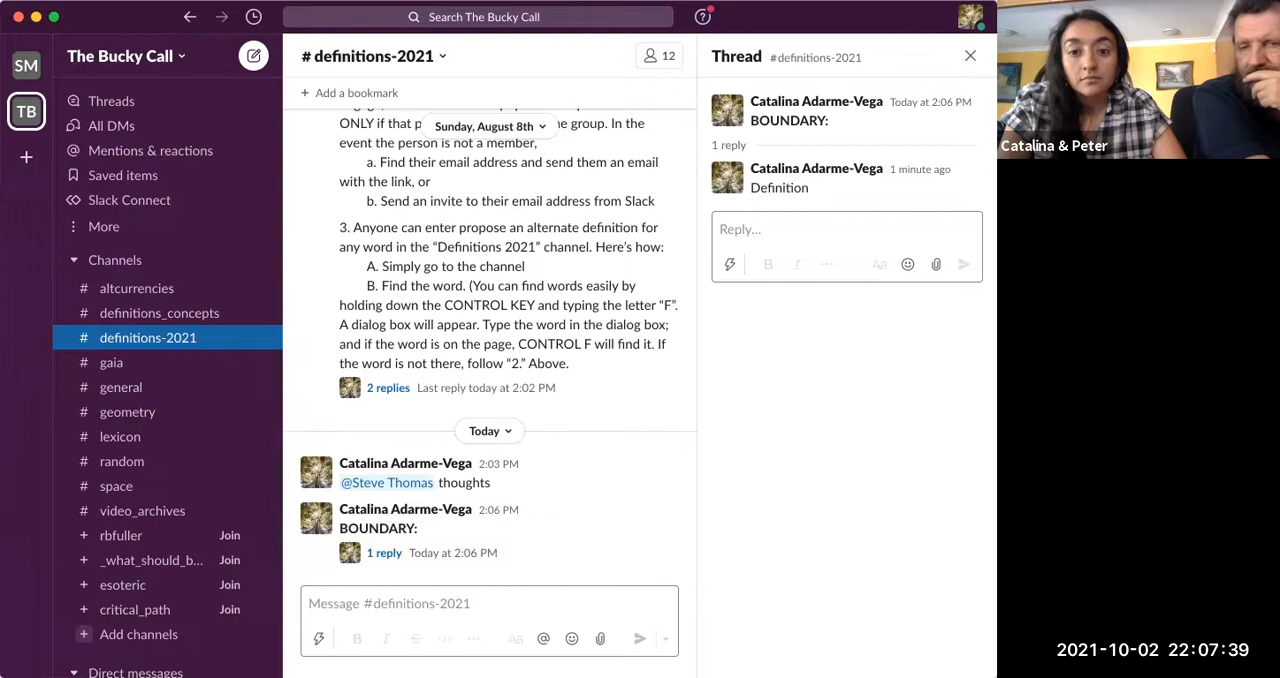 Search The Bucky Call
SM
TB
The Bucky Call
Threads
All DMs
Mentions & reactions
Saved items
Slack Connect
More
Channels
# altcurrencies
# definitions_concepts
# definitions-2021
# gaia
# general
# geometry
# lexicon
# random
# space
# video_archives
+ rbfuller Join
+ _what_should_b... Join
+ esoteric Join
+ critical_path Join
+ Add channels
Direct messages
# definitions-2021
12
+ Add a bookmark
Sunday, August 8th
ONLY if that p
e group. In the
event the person is not a member,
a. Find their email address and send them an email
with the link, or
b. Send an invite to their email address from Slack
3. Anyone can enter propose an alternate definition for
any word in the “Definitions 2021” channel. Here’s how:
A. Simply go to the channel
B. Find the word. (You can find words easily by
holding down the CONTROL KEY and typing the letter “F”.
A dialog box will appear. Type the word in the dialog box;
and if the word is on the page, CONTROL F will find it. If
the word is not there, follow “2.” Above.
2 replies Last reply today at 2:02 PM
Today
Catalina Adarme-Vega 2:03 PM
@Steve Thomas thoughts
Catalina Adarme-Vega 2:06 PM
BOUNDARY:
1 reply Today at 2:06 PM
Message #definitions-2021
B I S </> ... Aa @
Thread #definitions-2021
Catalina Adarme-Vega Today at 2:06 PM
BOUNDARY:
1 reply
Catalina Adarme-Vega 1 minute ago
Definition
Reply...
B I ... Aa
Catalina & Peter
2021-10-02 22:07:39